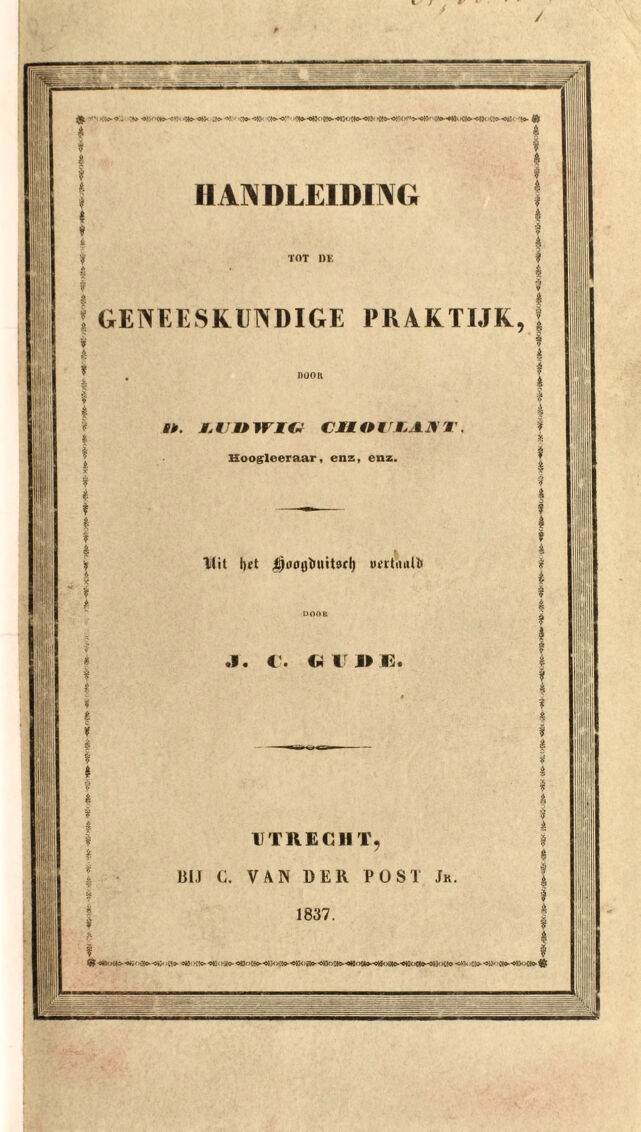 HANDLEIDING
TOT DE
GENEESKUNDIGE PRAKTIJK,
DOOR
D. LUDWIG CHOULANT,
Hoogleeraar, enz, enz.
Uit het Hoogduitsch vertaald
DOOR
J. C. GUDE.
UTRECHT,
BIJ C. VAN DER POST JR.
1837.